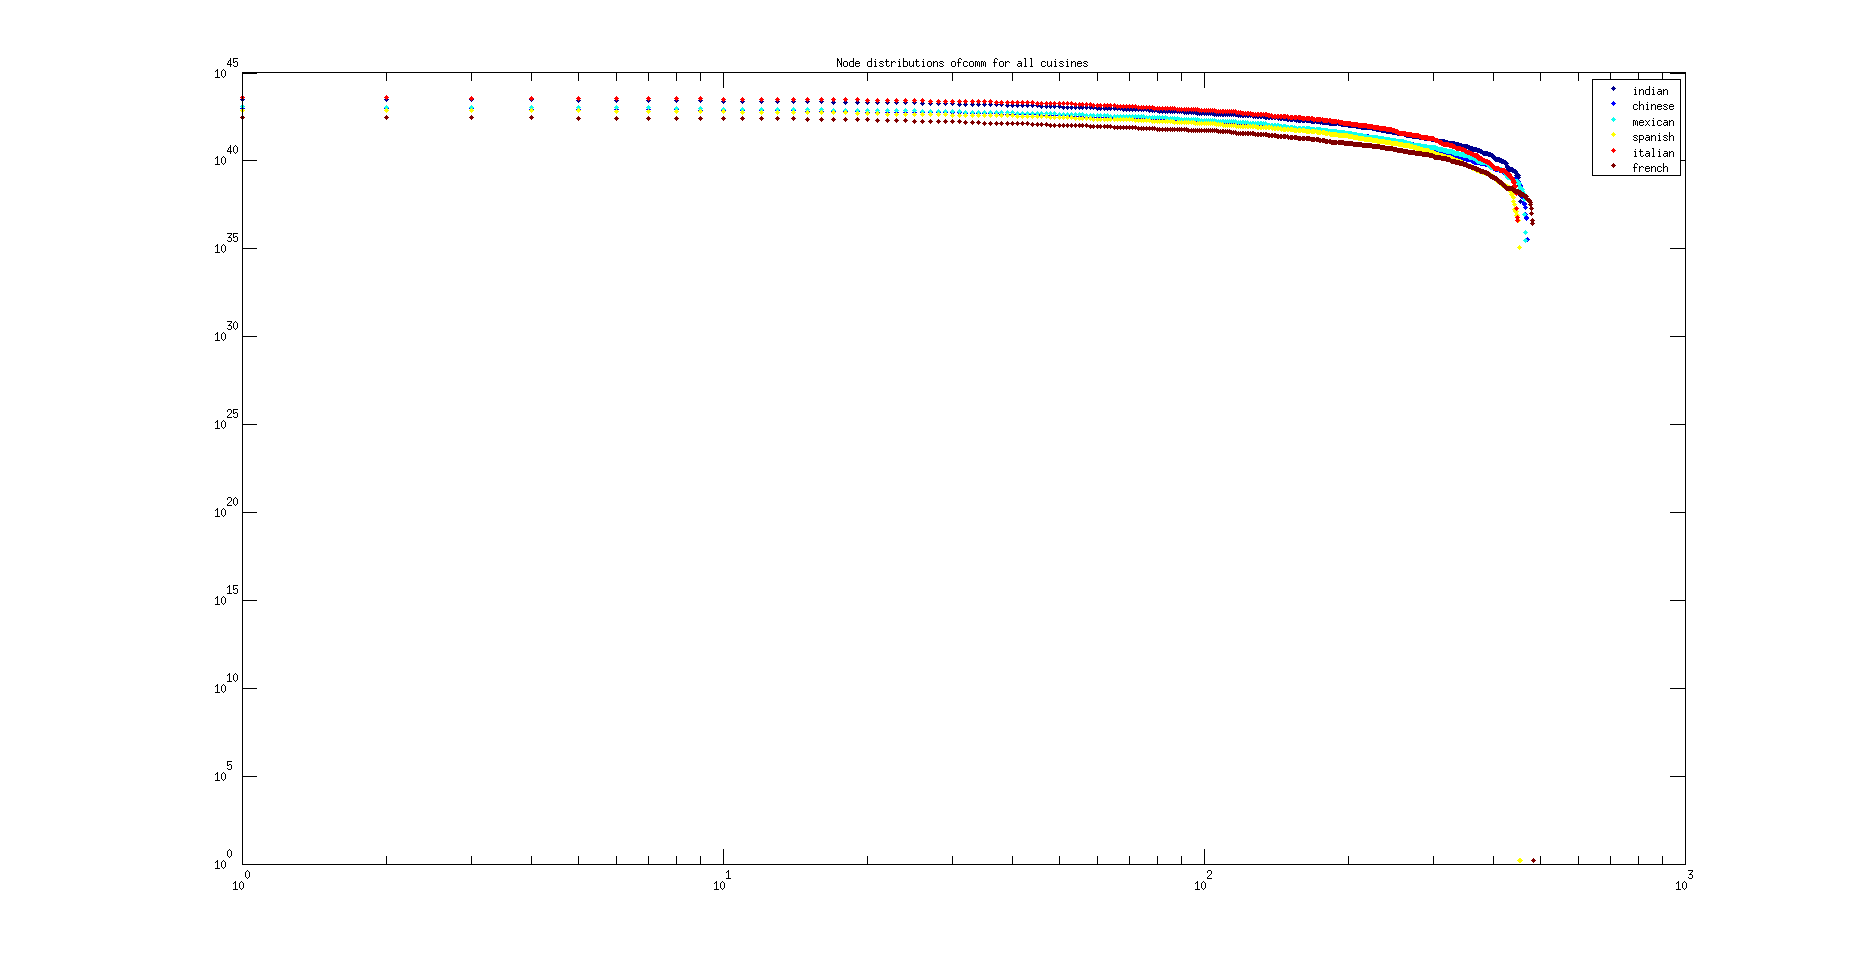 Node distributions ofcomm for all cuisines
indian
chinese
mexican
spanish
italian
french
10^45
10^40
10^35
10^30
10^25
10^20
10^15
10^10
10^5
10^0
10^0 10^1 10^2 10^3